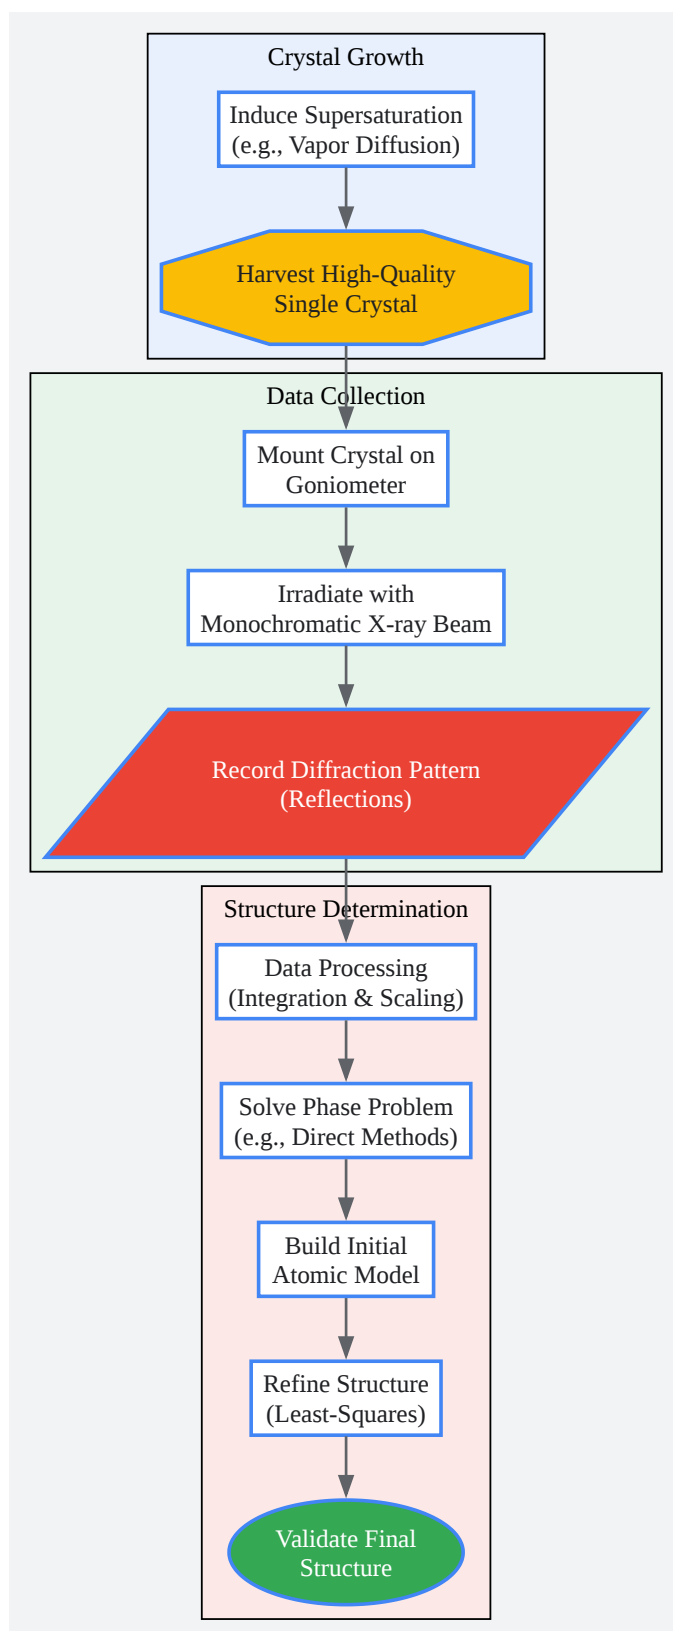 Crystal Growth
Induce Supersaturation
(e.g., Vapor Diffusion)
Harvest High-Quality
Single Crystal
Data Collection
Mount Crystal on
Goniometer
Irradiate with
Monochromatic X-ray Beam
Record Diffraction Pattern
(Reflections)
Structure Determination
Data Processing
(Integration & Scaling)
Solve Phase Problem
(e.g., Direct Methods)
Build Initial
Atomic Model
Refine Structure
(Least-Squares)
Validate Final
Structure